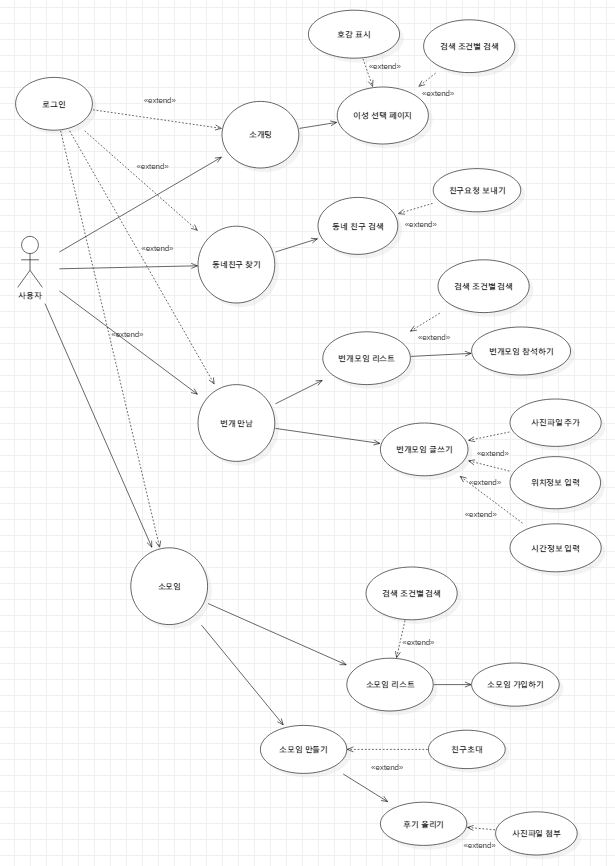 호감 표시
검색 조건별 검색
«extend»
«extend»
로그인
«extend»
이성 선택 페이지
소개팅
«extend»
친구요청 보내기
동네 친구 검색
«extend»
«extend»
동네친구 찾기
사용자
검색 조건별 검색
«extend»
«extend»
번개모임 리스트
번개모임 참석하기
번개 만남
사진파일 추가
번개모임 글쓰기
«extend»
위치정보 입력
«extend»
«extend»
시간정보 입력
소모임
검색 조건별 검색
«extend»
소모임 리스트
소모임 가입하기
소모임 만들기
친구초대
«extend»
후기 올리기
사진파일 첨부
«extend»